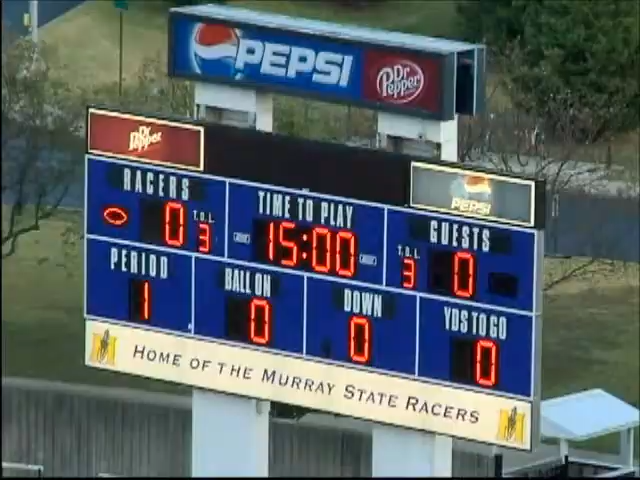 PEPSI
Dr Pepper
Dr Pepper
PEPSI
RACERS
TIME TO PLAY
GUESTS
0
T.O.L
3
15:00
T.O.L
3
0
PERIOD
BALL ON
DOWN
YDS TO GO
1
0
0
0
HOME OF THE MURRAY STATE RACERS